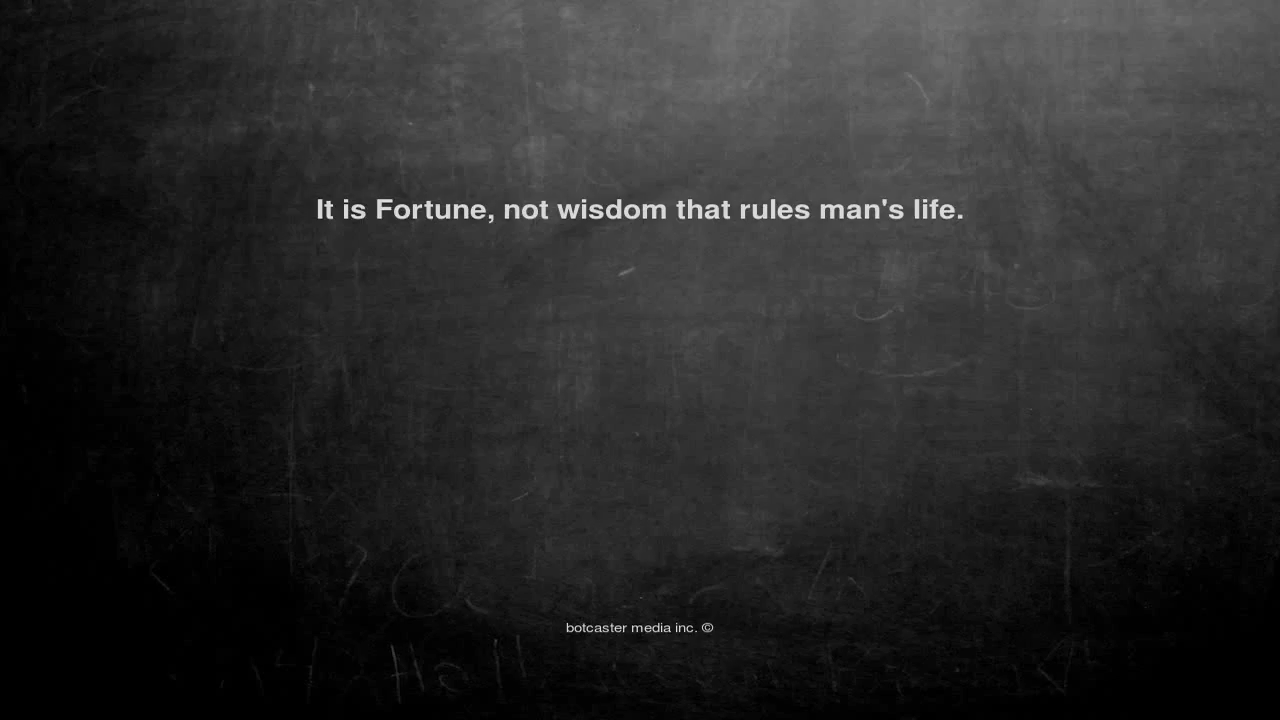 It is Fortune, not wisdom that rules man's life.
botcaster media inc. ©